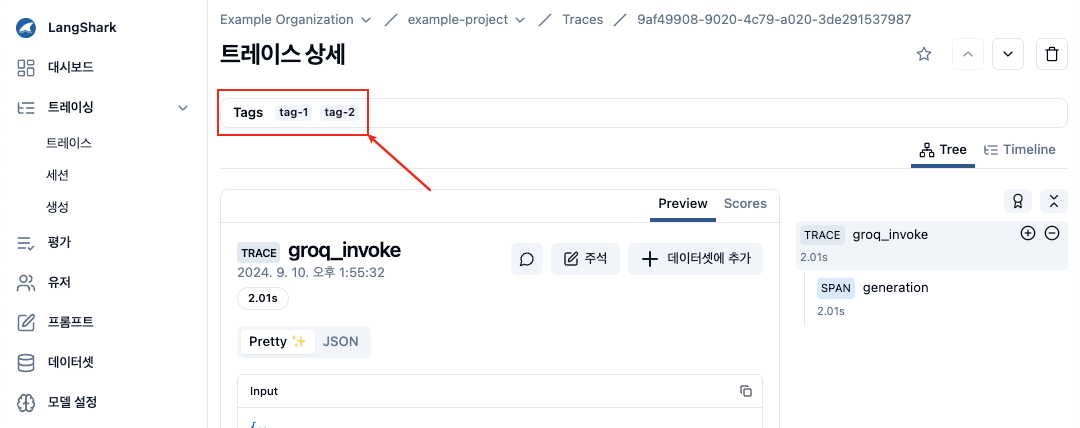 LangShark
대시보드
트레이싱
트레이스
세션
생성
평가
유저
프롬프트
데이터셋
모델 설정
Example Organization / example-project / Traces / 9af49908-9020-4c79-a020-3de291537987
트레이스 상세
Tags tag-1 tag-2
Tree Timeline
Preview Scores
TRACE groq_invoke
2024. 9. 10. 오후 1:55:32
2.01s
주석
데이터셋에 추가
Pretty ✨ JSON
Input
{
TRACE groq_invoke
2.01s
SPAN generation
2.01s